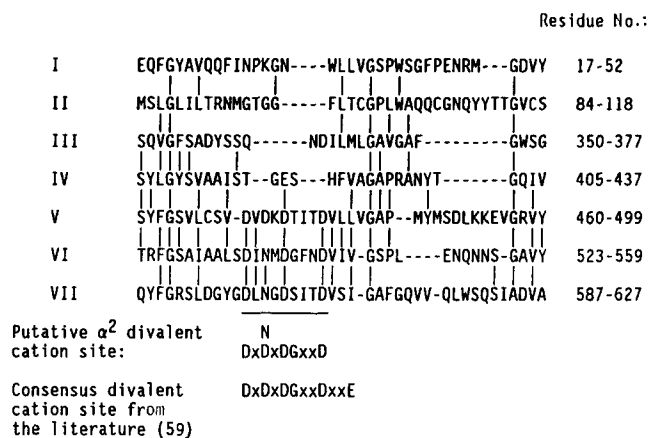 Residue No.:
I EQFGYAVQQFINPKGN----WLLVGSPWSGFPENRM---GDVY 17-52
II MSLGLILTRNMGTGG----FLTCGPLWAQQCGNQYYTTGVCS 84-118
III SQVGFSADYSSQ------NDILMLGAVGAF-------GWSG 350-377
IV SYLGYSVAAIST--GES--HFVAGAPRANYT-------GQIV 405-437
V SYFGSVLCSV-DVDKDTITDVLLVGAP--MYMSDLKKEVGRVY 460-499
VI TRFGSAIAALSDINMDGFNDVIV-GSPL----ENQNNS-GAVY 523-559
VII QYFGRSLDGYGDLNGDSITDVSI-GAFGQVV-QLWSQSIADVA 587-627
Putative α² divalent N
cation site: DxDxDGxxD
Consensus divalent DxDxDGxxDxxE
cation site from
the literature (59)